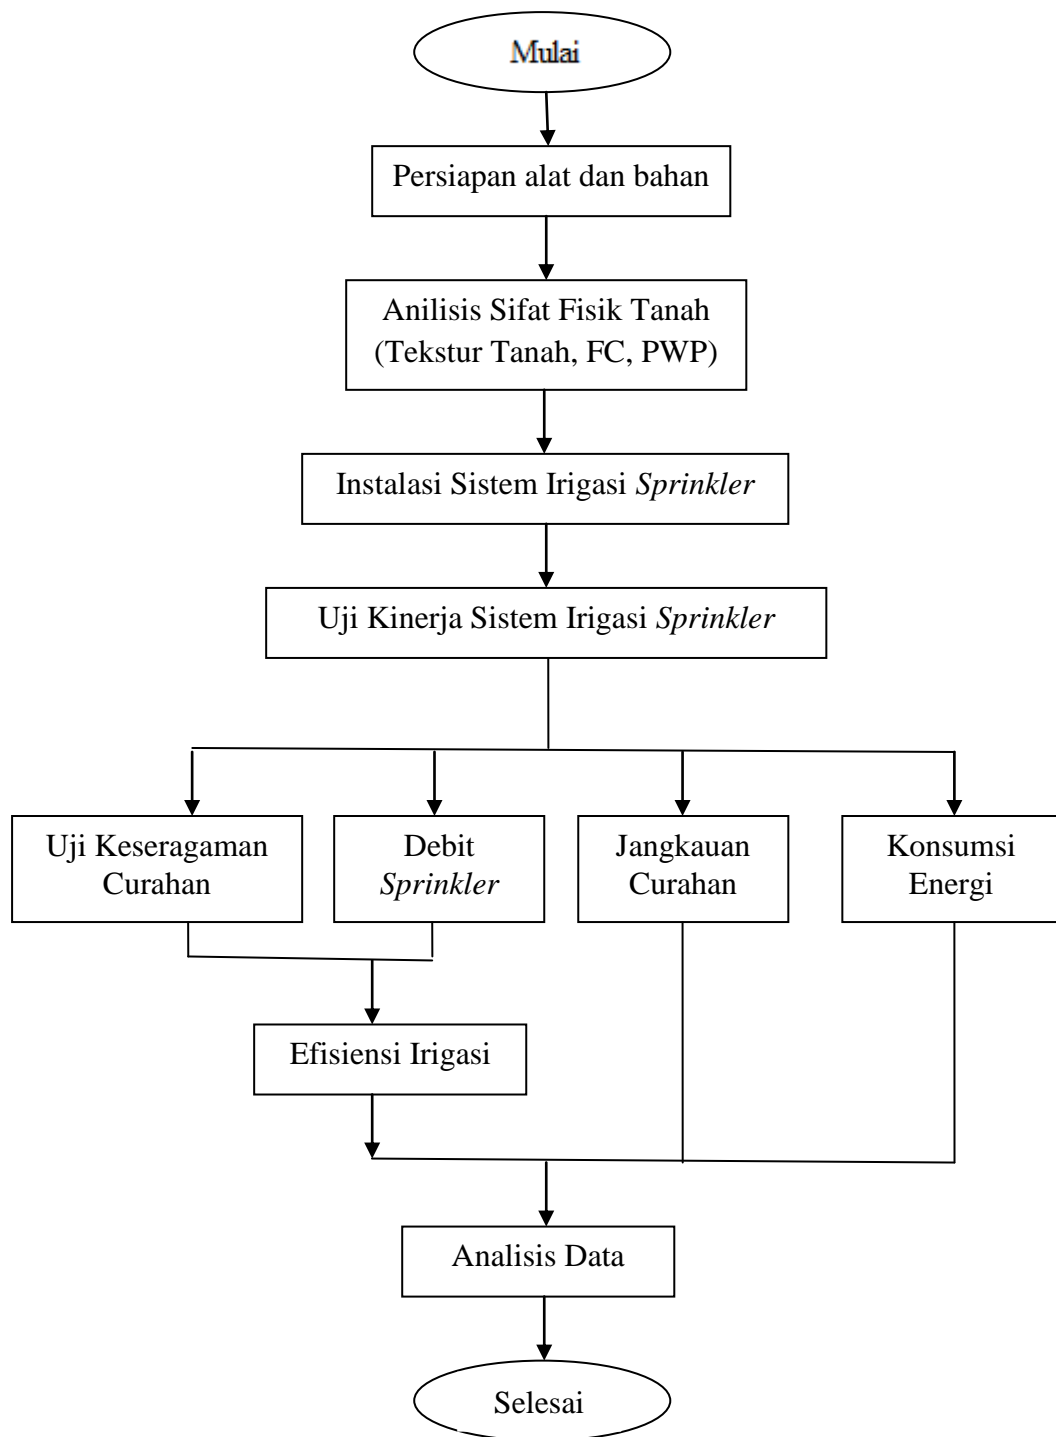 Mulai
Persiapan alat dan bahan
Anilisis Sifat Fisik Tanah
(Tekstur Tanah, FC, PWP)
Instalasi Sistem Irigasi Sprinkler
Uji Kinerja Sistem Irigasi Sprinkler
Uji Keseragaman
Curahan
Debit
Sprinkler
Jangkauan
Curahan
Konsumsi
Energi
Efisiensi Irigasi
Analisis Data
Selesai